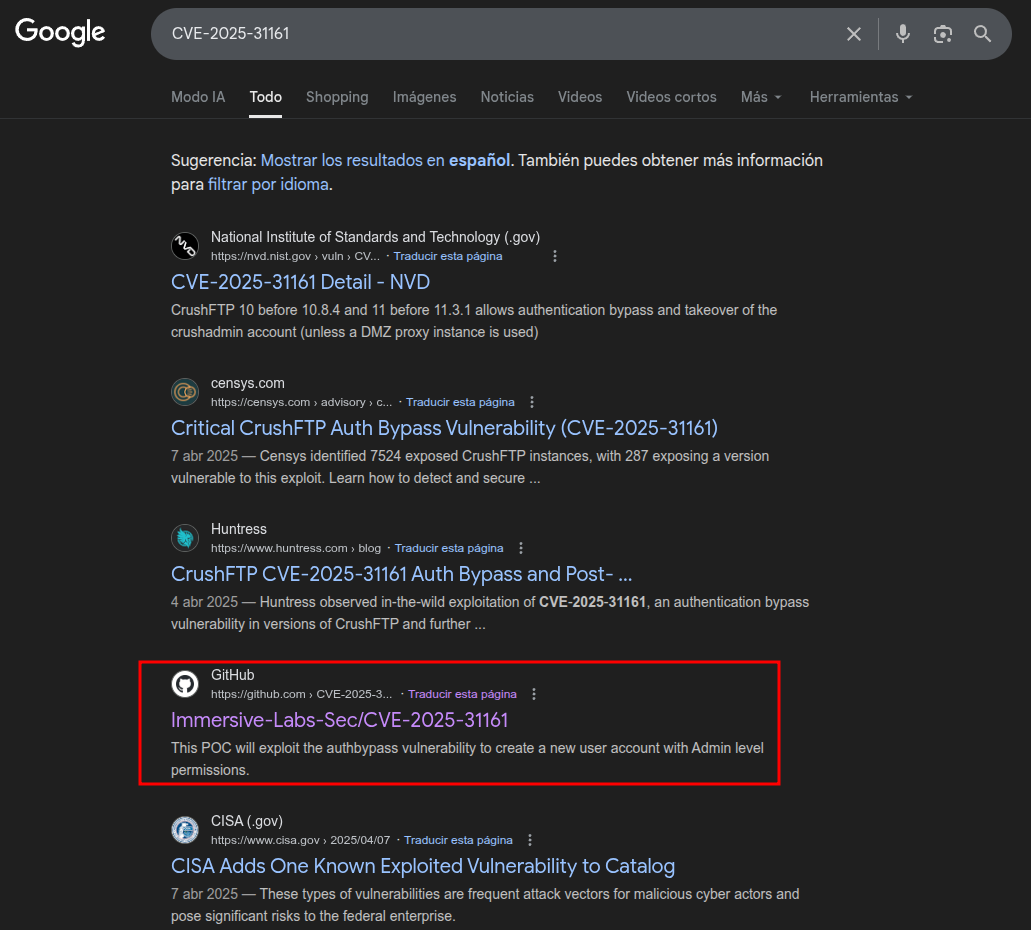 Google
CVE-2025-31161
Modo IA Todo Shopping Imágenes Noticias Videos Videos cortos Más Herramientas
Sugerencia: Mostrar los resultados en español. También puedes obtener más información
para filtrar por idioma.
National Institute of Standards and Technology (.gov)
https://nvd.nist.gov › vuln › CV... · Traducir esta página
CVE-2025-31161 Detail - NVD
CrushFTP 10 before 10.8.4 and 11 before 11.3.1 allows authentication bypass and takeover of the
crushadmin account (unless a DMZ proxy instance is used)
censys.com
https://censys.com › advisory › c... · Traducir esta página
Critical CrushFTP Auth Bypass Vulnerability (CVE-2025-31161)
7 abr 2025 — Censys identified 7524 exposed CrushFTP instances, with 287 exposing a version
vulnerable to this exploit. Learn how to detect and secure ...
Huntress
https://www.huntress.com › blog · Traducir esta página
CrushFTP CVE-2025-31161 Auth Bypass and Post- ...
4 abr 2025 — Huntress observed in-the-wild exploitation of CVE-2025-31161, an authentication bypass
vulnerability in versions of CrushFTP and further ...
GitHub
https://github.com › CVE-2025-3... · Traducir esta página
Immersive-Labs-Sec/CVE-2025-31161
This POC will exploit the authbypass vulnerability to create a new user account with Admin level
permissions.
CISA (.gov)
https://www.cisa.gov › 2025/04/07 · Traducir esta página
CISA Adds One Known Exploited Vulnerability to Catalog
7 abr 2025 — These types of vulnerabilities are frequent attack vectors for malicious cyber actors and
pose significant risks to the federal enterprise.